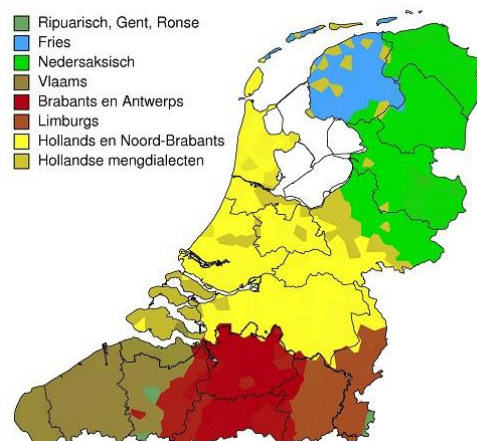 Ripuarisch, Gent, Ronse
Fries
Nedersaksisch
Vlaams
Brabants en Antwerps
Limburgs
Hollands en Noord-Brabants
Hollandse mengdialecten